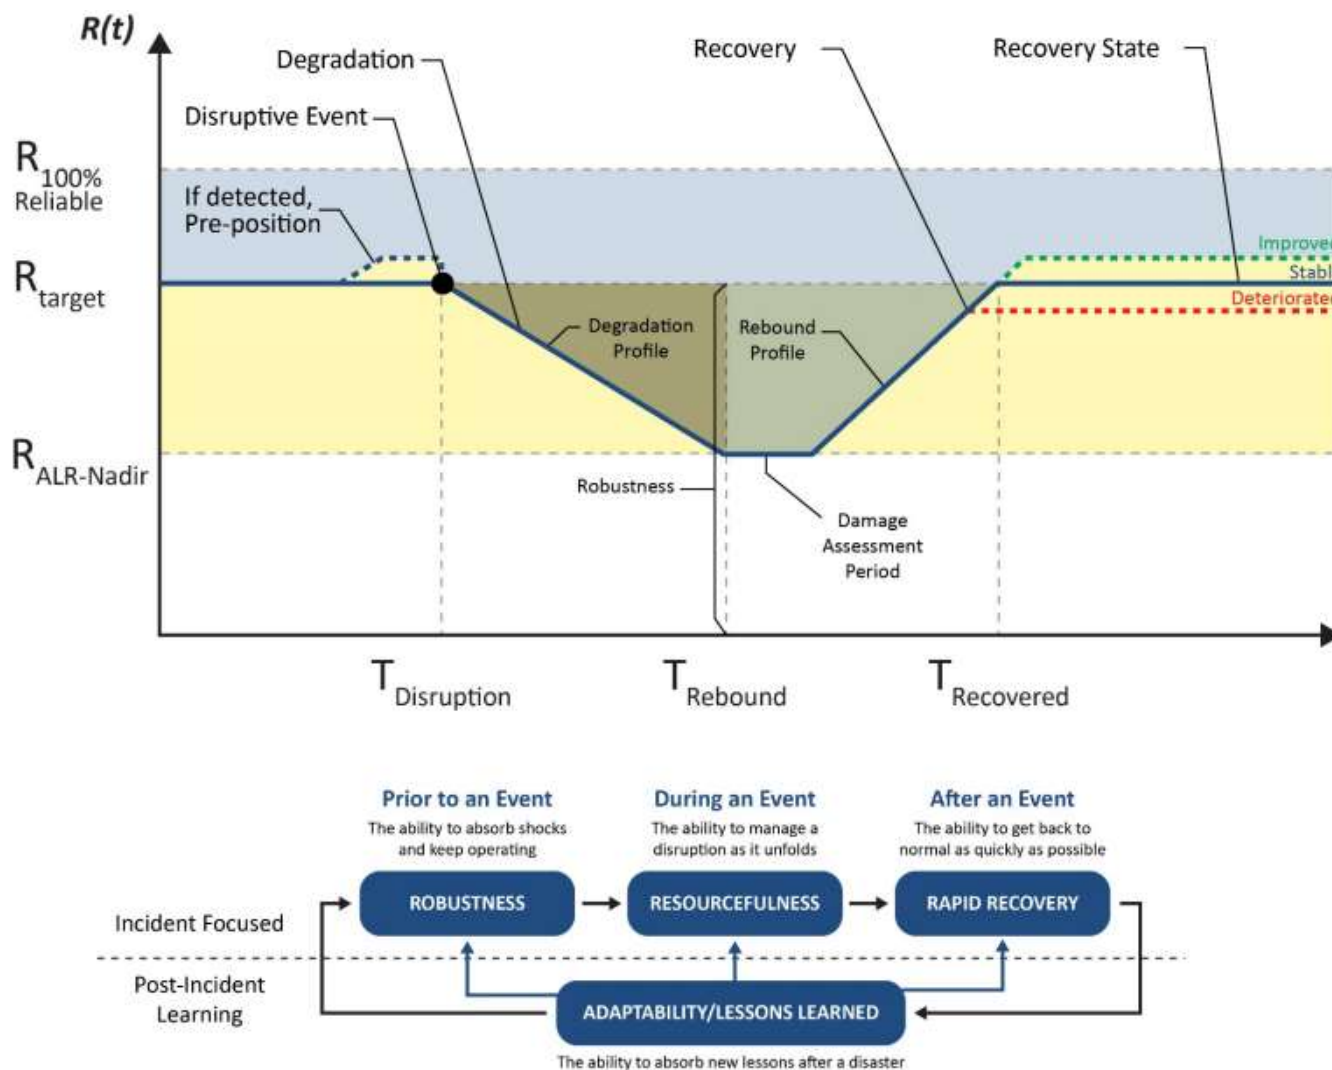 R(t)
Degradation
Recovery
Recovery State
Disruptive Event
R100%
Reliable
If detected,
Pre-position
Improved
Rtarget
Stabl
Deteriorated
Degradation
Profile
Rebound
Profile
RALR-Nadir
Robustness
Damage
Assessment
Period
TDisruption
TRebound
TRecovered
Prior to an Event
During an Event
After an Event
The ability to absorb shocks
and keep operating
The ability to manage a
disruption as it unfolds
The ability to get back to
normal as quickly as possible
ROBUSTNESS
RESOURCEFULNESS
RAPID RECOVERY
Incident Focused
Post-Incident
Learning
ADAPTABILITY/LESSONS LEARNED
The ability to absorb new lessons after a disaster